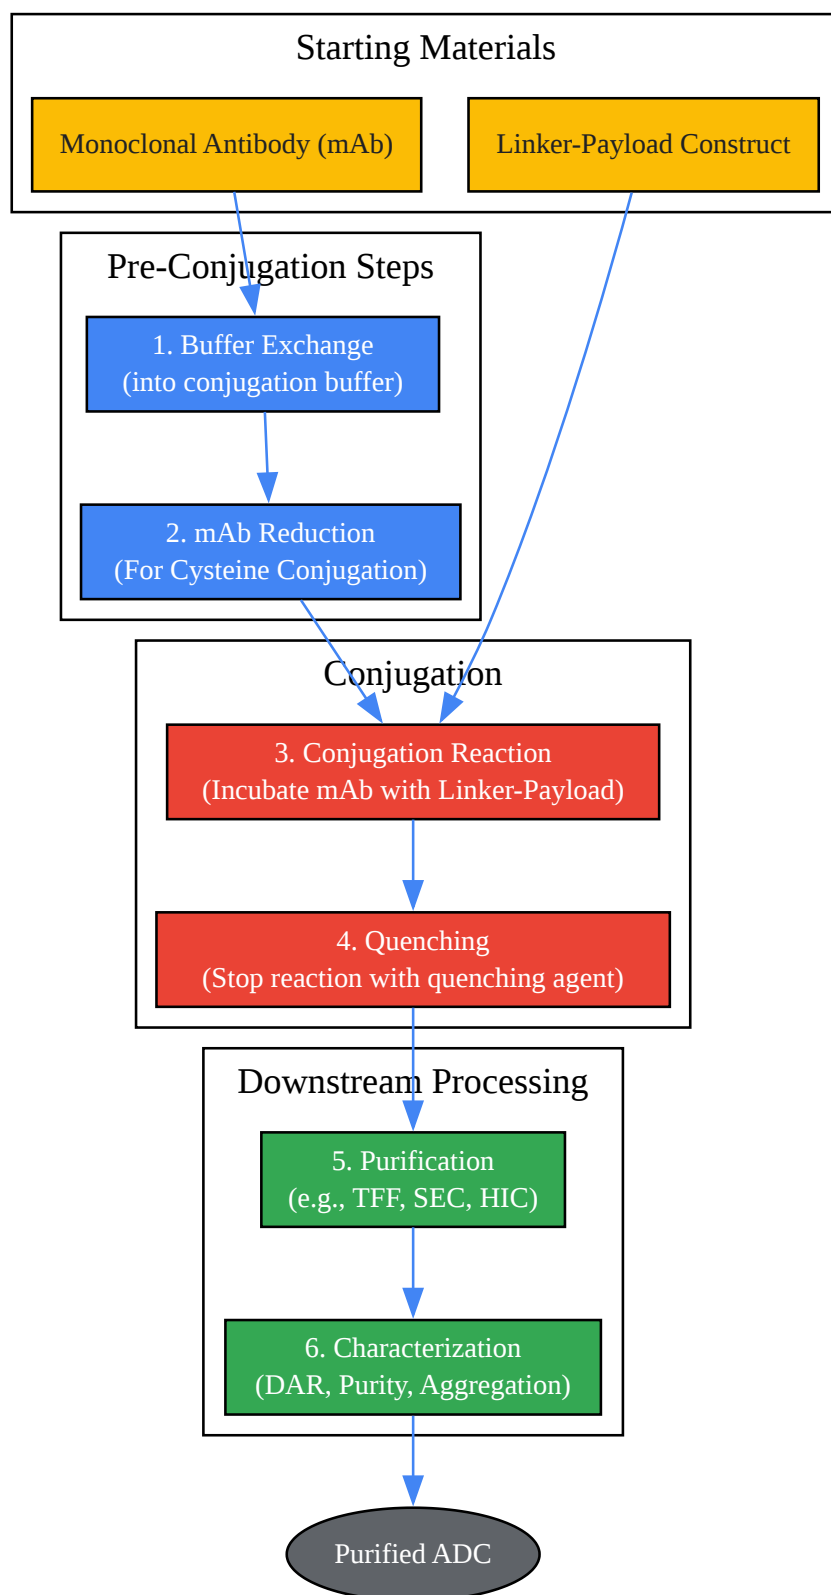 Starting Materials
Monoclonal Antibody (mAb)
Linker-Payload Construct
Pre-Conjugation Steps
1. Buffer Exchange
(into conjugation buffer)
2. mAb Reduction
(For Cysteine Conjugation)
Conjugation
3. Conjugation Reaction
(Incubate mAb with Linker-Payload)
4. Quenching
(Stop reaction with quenching agent)
Downstream Processing
5. Purification
(e.g., TFF, SEC, HIC)
6. Characterization
(DAR, Purity, Aggregation)
Purified ADC